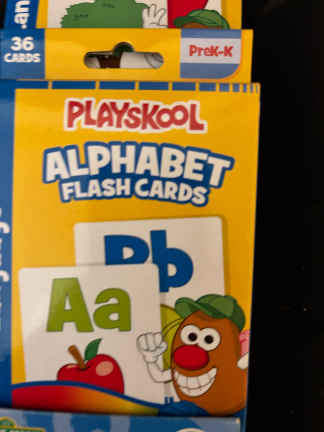 36
CARDS
PreK-K
PLAYSKOOL
ALPHABET
FLASH CARDS
Bb
Aa